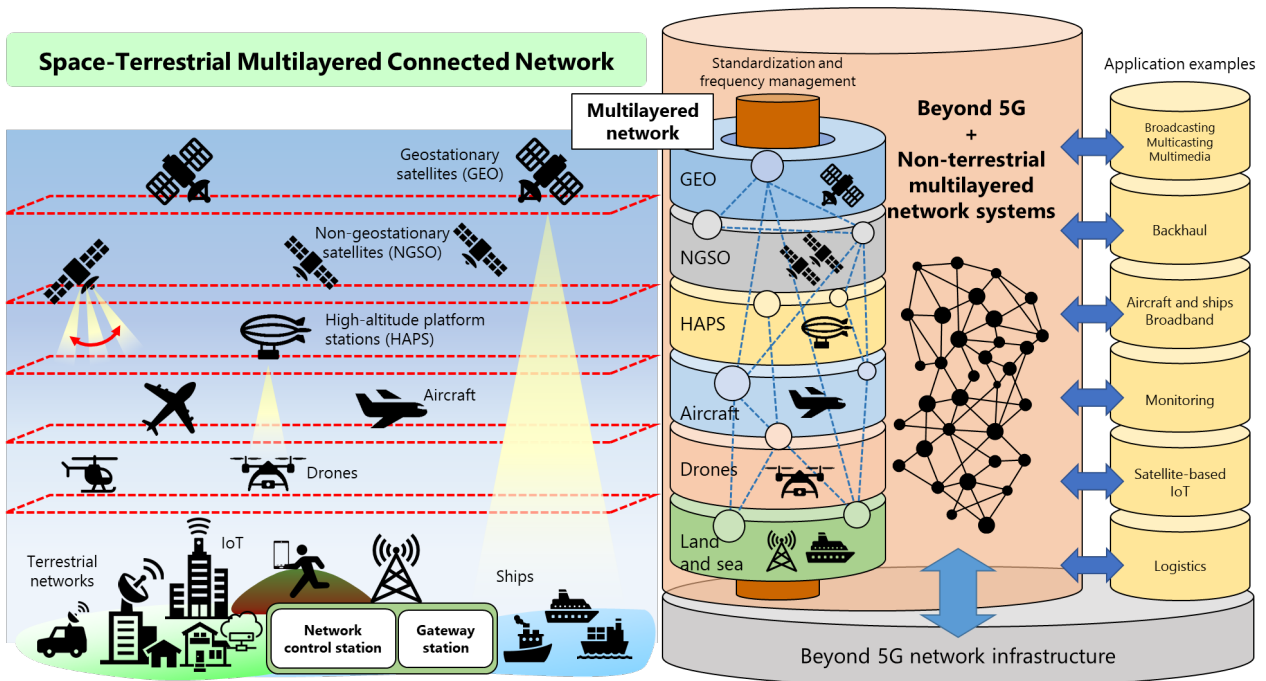 Space-Terrestrial Multilayered Connected Network
Geostationary
satellites (GEO)
Non-geostationary
satellites (NGSO)
High-altitude platform
stations (HAPS)
Aircraft
Drones
IoT
Terrestrial
networks
Ships
Network
control station
Gateway
station
Multilayered
network
Standardization and
frequency management
GEO
NGSO
HAPS
Aircraft
Drones
Land
and sea
Beyond 5G
+
Non-terrestrial
multilayered
network systems
Beyond 5G network infrastructure
Application examples
Broadcasting
Multicasting
Multimedia
Backhaul
Aircraft and ships
Broadband
Monitoring
Satellite-based
IoT
Logistics